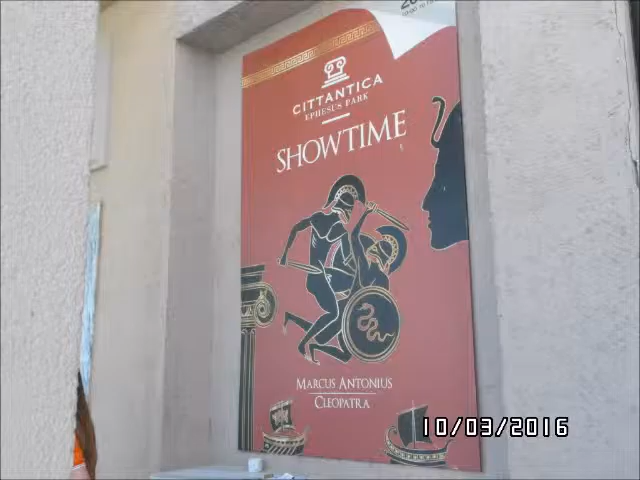 CITTANTICA
EPHESUS PARK
SHOWTIME
MARCUS ANTONIUS
CLEOPATRA
10/03/2016